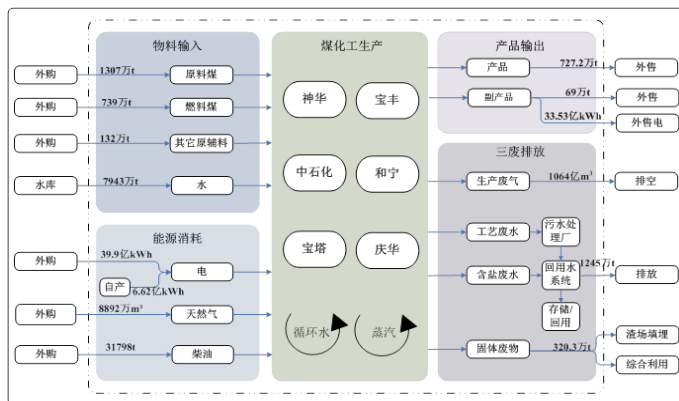 物料输入
煤化工生产
产品输出
外购
1307万t
原料煤
外购
739万t
燃料煤
外购
132万t
其它原辅料
水库
7943万t
水
能源消耗
外购
39.9亿kWh
电
自产
6.62亿kWh
外购
8892万m³
天然气
外购
31798t
柴油
神华
宝丰
中石化
和宁
宝塔
庆华
循环水
蒸汽
产品
727.2万t
外售
副产品
69万t
外售
33.53亿kWh
外售电
三废排放
生产废气
1064亿m³
排空
工艺废水
污水处
理厂
含盐废水
回用水
系统
1245万t
排放
存储/
回用
固体废物
320.3万t
渣场填埋
综合利用